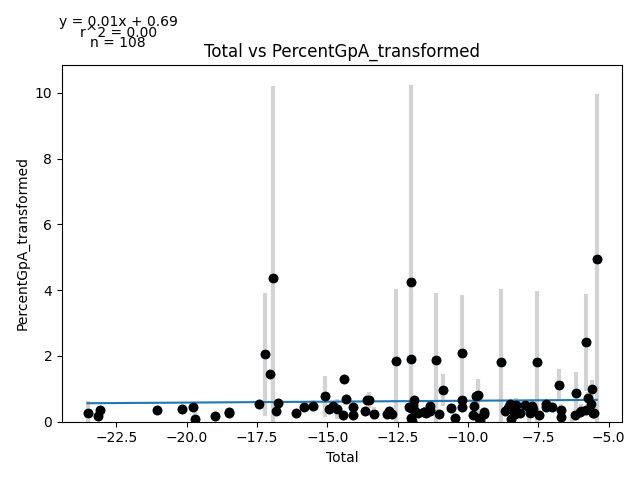 y = 0.01x + 0.69
r^2 = 0.00
n = 108
Total vs PercentGpA_transformed
PercentGpA_transformed
10
8
6
4
2
0
−22.5 −20.0 −17.5 −15.0 −12.5 −10.0 −7.5 −5.0
Total